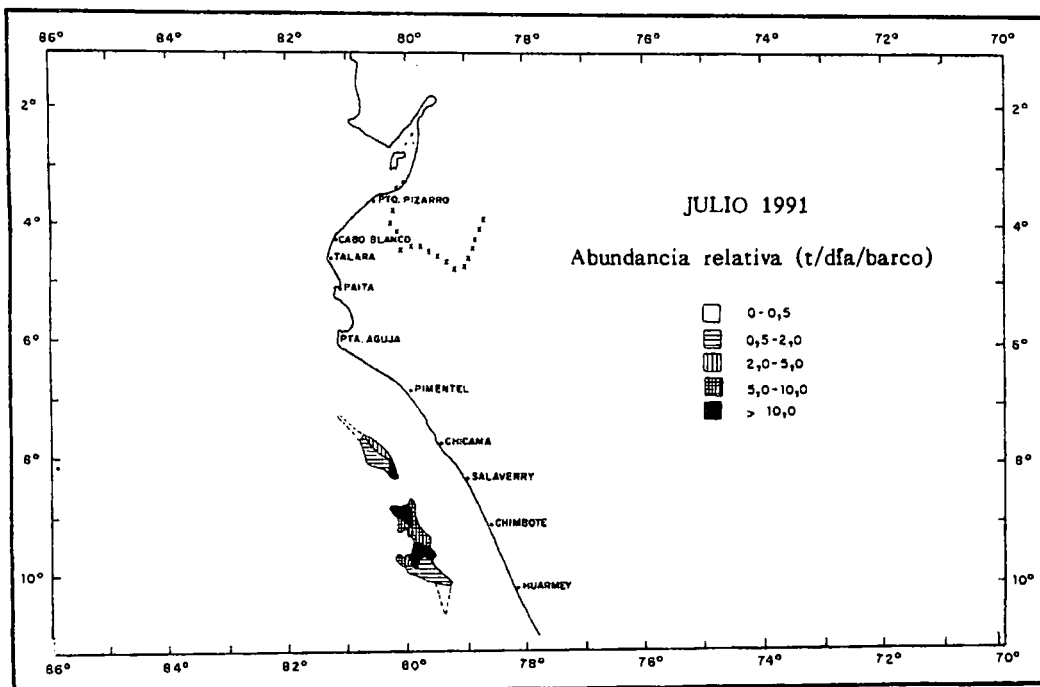 86° 82° 80° 78° 76° 74° 72° 70°
2° 2°
PTO. PIZARRO
JULIO 1991
4° 4°
CABO BLANCO
Abundancia relativa (t/día/barco)
TALARA
PAITA
0-0,5
PTA. AGUJA
0,5-2,0
6° 6°
2,0-5,0
PIMENTEL
5,0-10,0
> 10,0
CHICAMA
8° 8°
SALAVERRY
CHIMBOTE
10° 10°
HUARMEY
86° 84° 82° 80° 78° 76° 74° 72° 70°